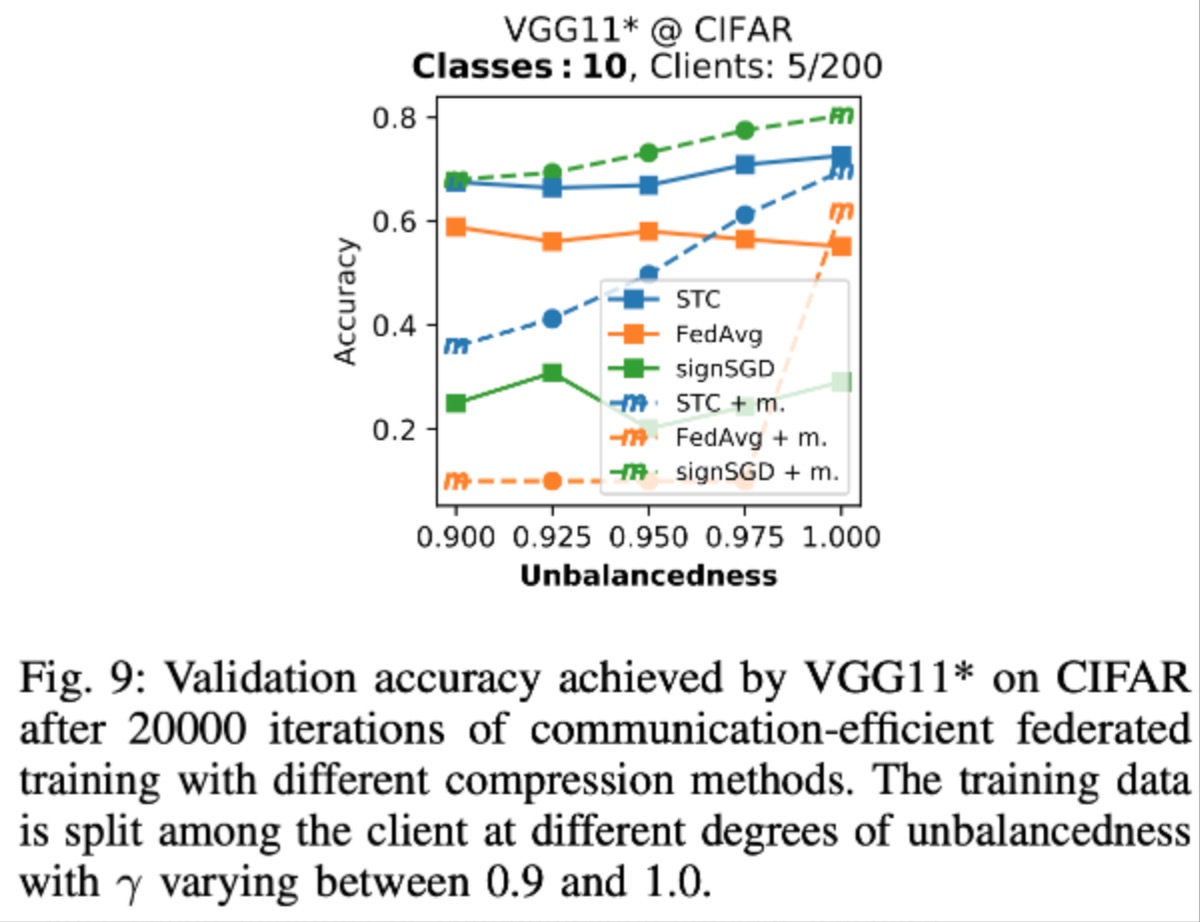 VGG11* @ CIFAR
Classes : 10, Clients: 5/200
0.8
0.6
0.4
0.2
Accuracy
STC
FedAvg
signSGD
STC + m.
FedAvg + m.
signSGD + m.
0.900 0.925 0.950 0.975 1.000
Unbalancedness
Fig. 9: Validation accuracy achieved by VGG11* on CIFAR
after 20000 iterations of communication-efficient federated
training with different compression methods. The training data
is split among the client at different degrees of unbalancedness
with γ varying between 0.9 and 1.0.